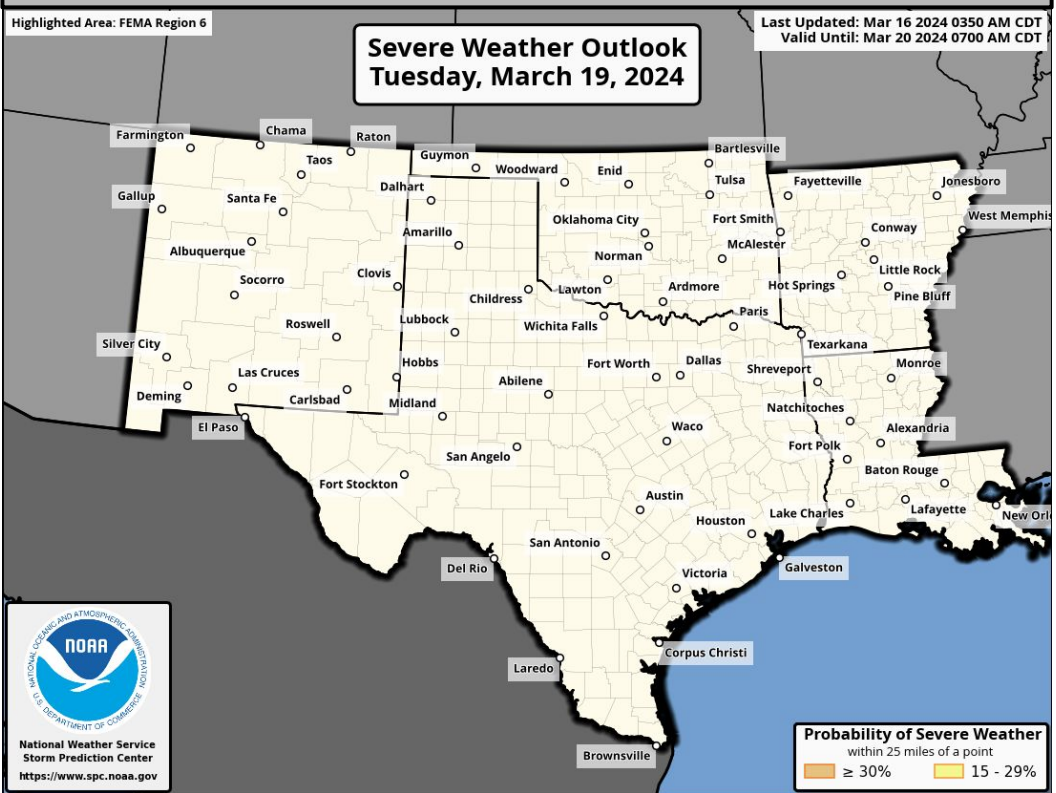 Highlighted Area: FEMA Region 6
Last Updated: Mar 16 2024 0350 AM CDT
Valid Until: Mar 20 2024 0700 AM CDT
Severe Weather Outlook
Tuesday, March 19, 2024
Farmington
Chama
Raton
Taos
Guymon
Woodward
Enid
Bartlesville
Tulsa
Fayetteville
Jonesboro
Gallup
Santa Fe
Dalhart
Oklahoma City
Fort Smith
West Memphis
Amarillo
Conway
Albuquerque
Norman
McAlester
Socorro
Clovis
Little Rock
Childress
Lawton
Ardmore
Hot Springs
Pine Bluff
Roswell
Lubbock
Wichita Falls
Paris
Silver City
Texarkana
Hobbs
Fort Worth
Dallas
Shreveport
Monroe
Las Cruces
Abilene
Deming
Carlsbad
Midland
Natchitoches
El Paso
Waco
Alexandria
San Angelo
Fort Polk
Fort Stockton
Baton Rouge
Austin
Lake Charles
Lafayette
New Orl
Houston
San Antonio
Del Rio
Galveston
Victoria
Corpus Christi
Laredo
Brownsville
NATIONAL OCEANIC AND ATMOSPHERIC ADMINISTRATION
NOAA
U.S. DEPARTMENT OF COMMERCE
National Weather Service
Storm Prediction Center
https://www.spc.noaa.gov
Probability of Severe Weather
within 25 miles of a point
≥ 30%
15 - 29%